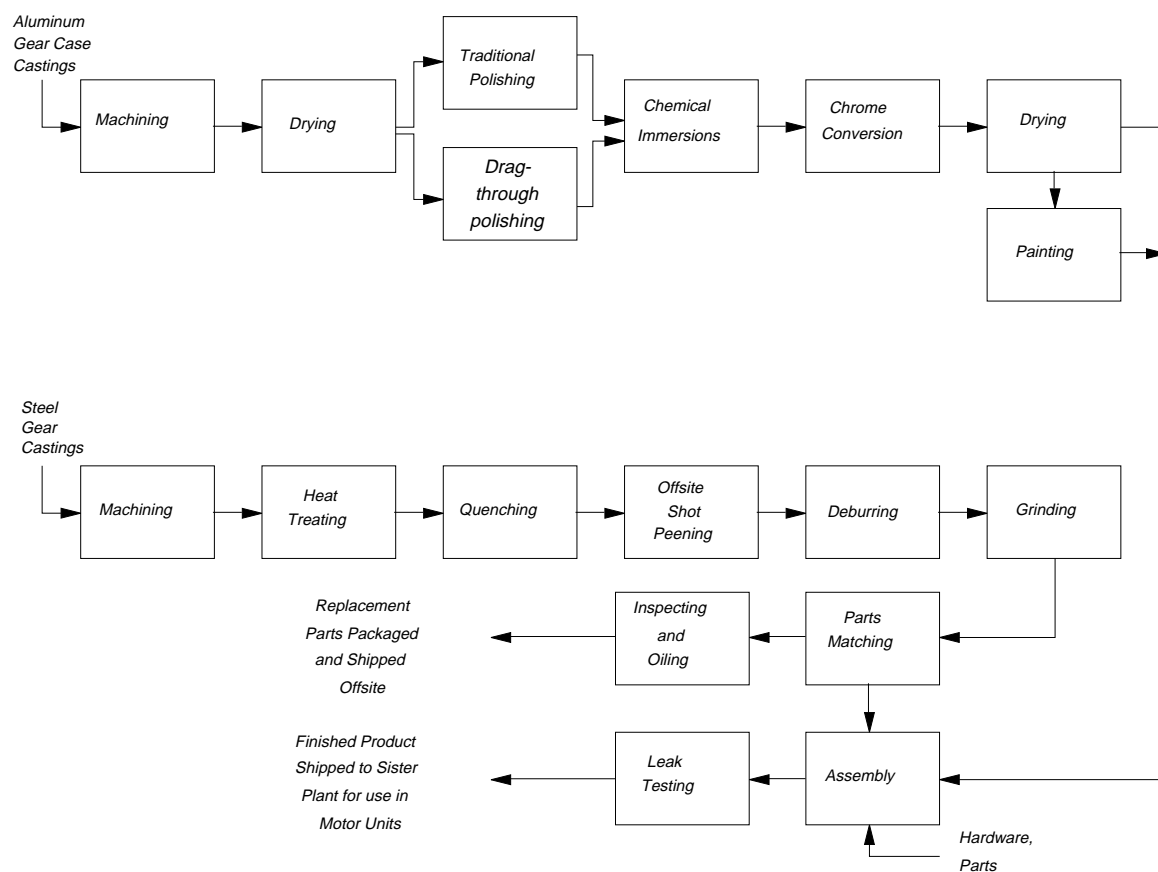 Aluminum
Gear Case
Castings
Machining
Drying
Traditional
Polishing
Drag-
through
polishing
Chemical
Immersions
Chrome
Conversion
Drying
Painting
Steel
Gear
Castings
Machining
Heat
Treating
Quenching
Offsite
Shot
Peening
Deburring
Grinding
Replacement
Parts Packaged
and Shipped
Offsite
Inspecting
and
Oiling
Parts
Matching
Finished Product
Shipped to Sister
Plant for use in
Motor Units
Leak
Testing
Assembly
Hardware,
Parts